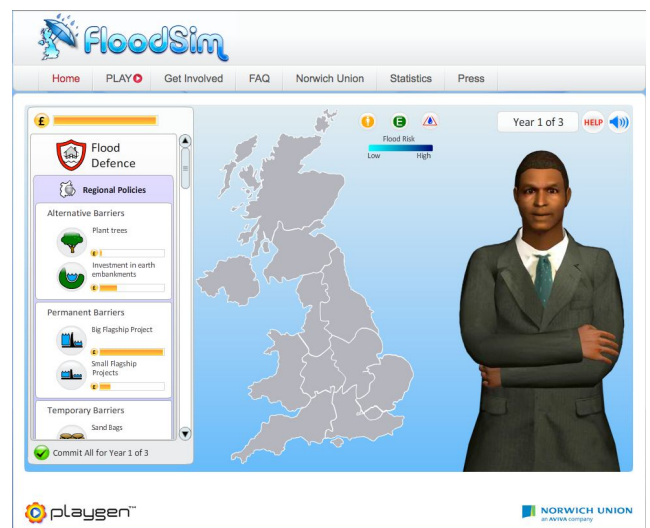 FloodSim
Home PLAY Get Involved FAQ Norwich Union Statistics Press
£
E
Year 1 of 3
HELP
Flood Risk
Low High
Flood
Defence
Regional Policies
Alternative Barriers
Plant trees
£
Investment in earth
embankments
£
Permanent Barriers
Big Flagship Project
£
Small Flagship
Projects
£
Temporary Barriers
Sand Bags
Commit All for Year 1 of 3
playgen™
NORWICH UNION
an AVIVA company